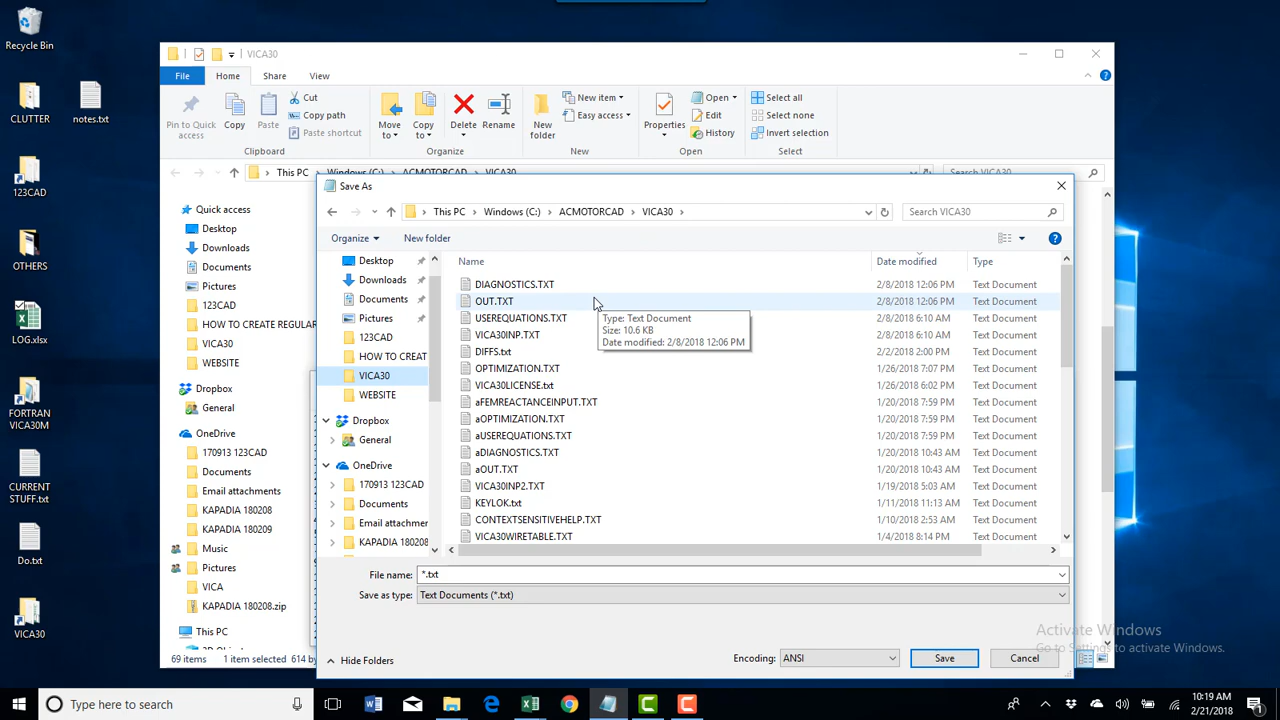 Recycle Bin
CLUTTER
notes.txt
123CAD
OTHERS
LOG.xlsx
FORTRAN
VICA30M
CURRENT
STUFF.txt
Do.txt
VICA30
VICA30
File
Home
Share
View
Pin to Quick
access
Copy
Paste
Cut
Copy path
Paste shortcut
Clipboard
Move
to
Copy
to
Delete
Rename
Organize
New
folder
New item
Easy access
New
Properties
Open
Edit
History
Open
Select all
Select none
Invert selection
Select
This PC
Windows (C:)
ACMOTORCAD
VICA30
Search VICA30
Quick access
Desktop
Downloads
Documents
Pictures
123CAD
HOW TO CREATE REGULAR
VICA30
WEBSITE
Dropbox
General
OneDrive
170913 123CAD
Documents
Email attachments
KAPADIA 180208
KAPADIA 180209
Music
Pictures
VICA
KAPADIA 180208.zip
This PC
69 items
1 item selected
614 by
Save As
This PC
Windows (C:)
ACMOTORCAD
VICA30
Search VICA30
Organize
New folder
Desktop
Downloads
Documents
Pictures
123CAD
HOW TO CREAT
VICA30
WEBSITE
Dropbox
General
OneDrive
170913 123CAD
Documents
Email attachmen
KAPADIA 180208
Name
Date modified
Type
DIAGNOSTICS.TXT 2/8/2018 12:06 PM Text Document
OUT.TXT 2/8/2018 12:06 PM Text Document
USEREQUATIONS.TXT 2/8/2018 6:10 AM Text Document
VICA30INP.TXT 2/8/2018 6:10 AM Text Document
DIFFS.txt 2/2/2018 2:00 PM Text Document
OPTIMIZATION.TXT 1/26/2018 7:07 PM Text Document
VICA30LICENSE.txt 1/26/2018 6:02 PM Text Document
aFEMREACTANCEINPUT.TXT 1/20/2018 7:59 PM Text Document
aOPTIMIZATION.TXT 1/20/2018 7:59 PM Text Document
aUSEREQUATIONS.TXT 1/20/2018 7:59 PM Text Document
aDIAGNOSTICS.TXT 1/20/2018 10:43 AM Text Document
aOUT.TXT 1/20/2018 10:43 AM Text Document
VICA30INP2.TXT 1/19/2018 5:03 AM Text Document
KEYLOK.txt 1/11/2018 11:13 AM Text Document
CONTEXTSENSITIVEHELP.TXT 1/10/2018 2:53 AM Text Document
VICA30WIRETABLE.TXT 1/4/2018 8:14 PM Text Document
Type: Text Document
Size: 10.6 KB
Date modified: 2/8/2018 12:06 PM
File name: *.txt
Save as type: Text Documents (*.txt)
Hide Folders
Encoding: ANSI
Save
Cancel
Activate Windows
Go to Settings to activate Windows.
Type here to search
10:19 AM
2/21/2018